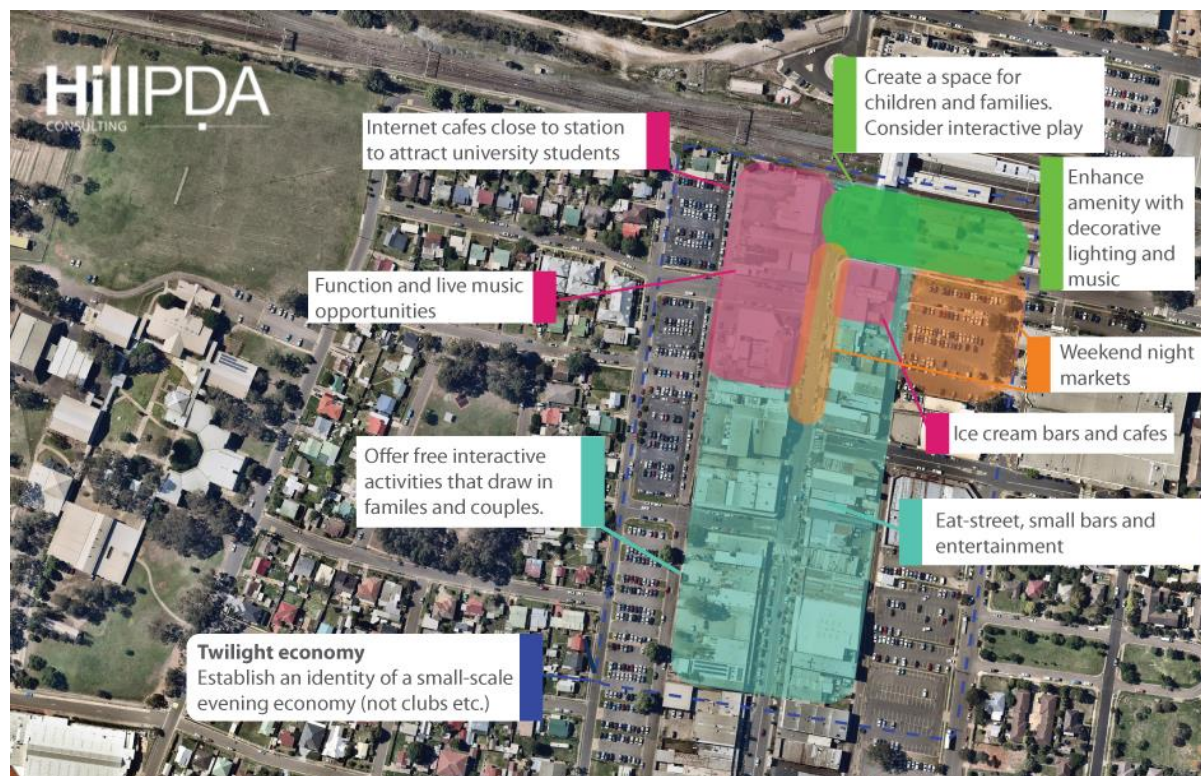 HillPDA
CONSULTING
Internet cafes close to station
to attract university students
Create a space for
children and families.
Consider interactive play
Enhance
amenity with
decorative
lighting and
music
Function and live music
opportunities
Weekend night
markets
Ice cream bars and cafes
Offer free interactive
activities that draw in
familes and couples.
Eat-street, small bars and
entertainment
Twilight economy
Establish an identity of a small-scale
evening economy (not clubs etc.)